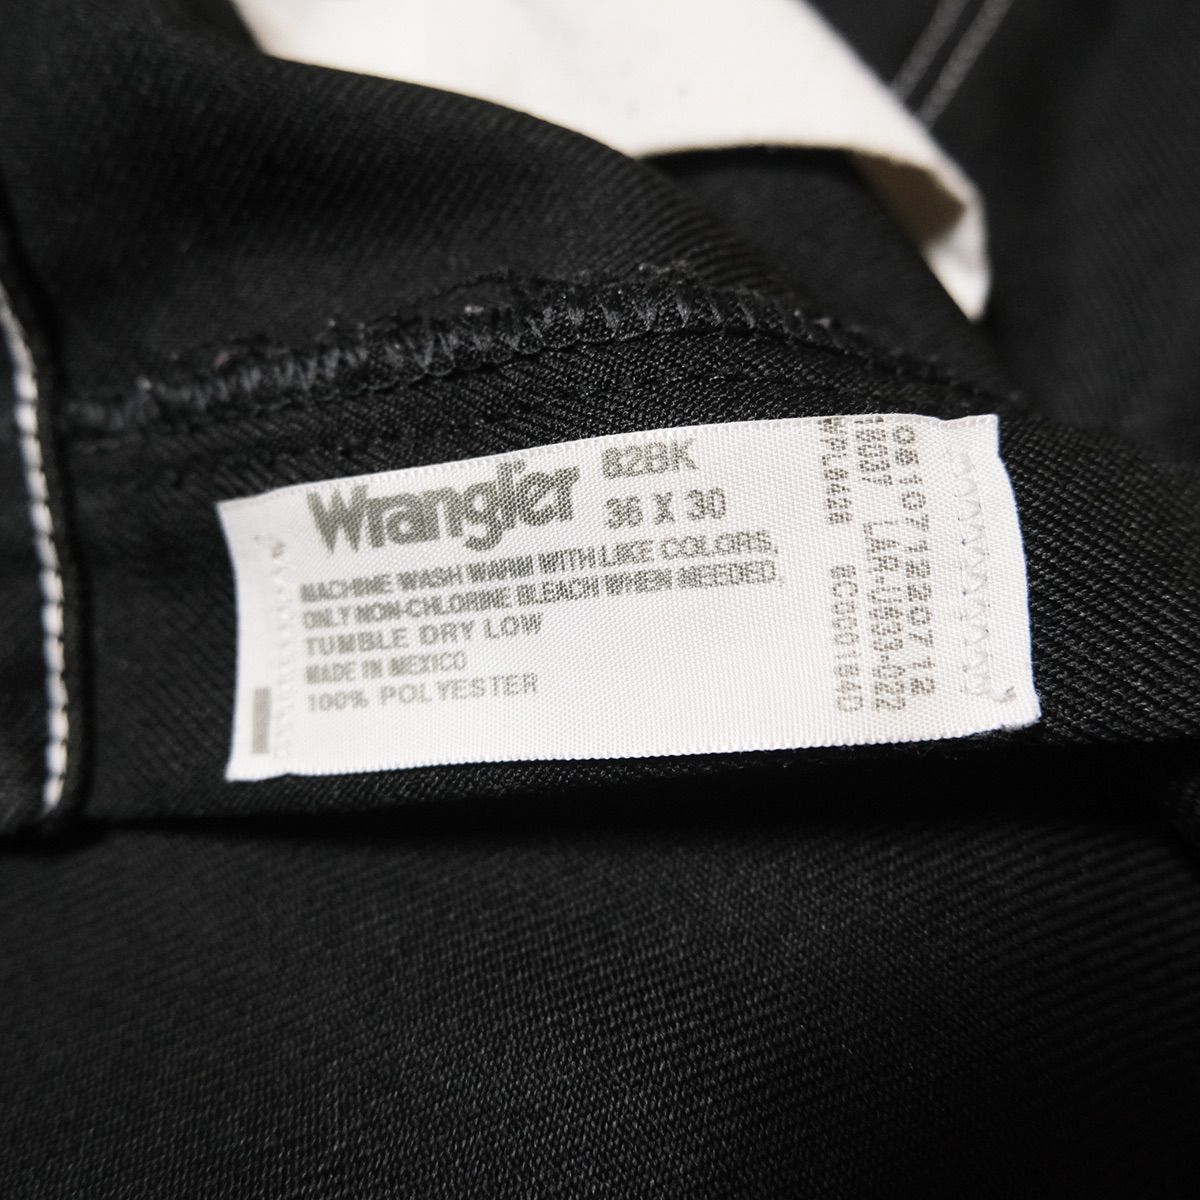 Wrangler 82BK
36 X 30
MACHINE WASH WARM WITH LIKE COLORS.
ONLY NON-CHLORINE BLEACH WHEN NEEDED.
TUMBLE DRY LOW
MADE IN MEXICO
100% POLYESTER
WPL0428